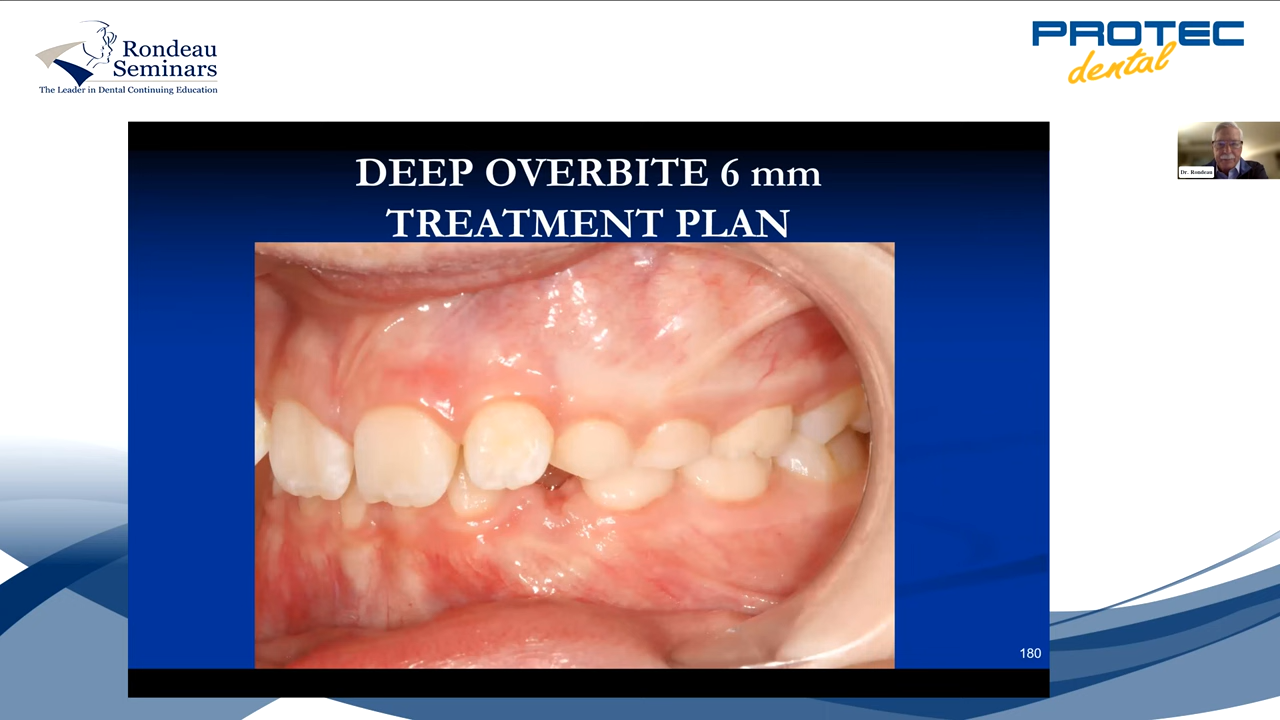 Rondeau
Seminars
The Leader in Dental Continuing Education
PROTEC
dental
Dr. Rondeau
DEEP OVERBITE 6 mm
TREATMENT PLAN
180